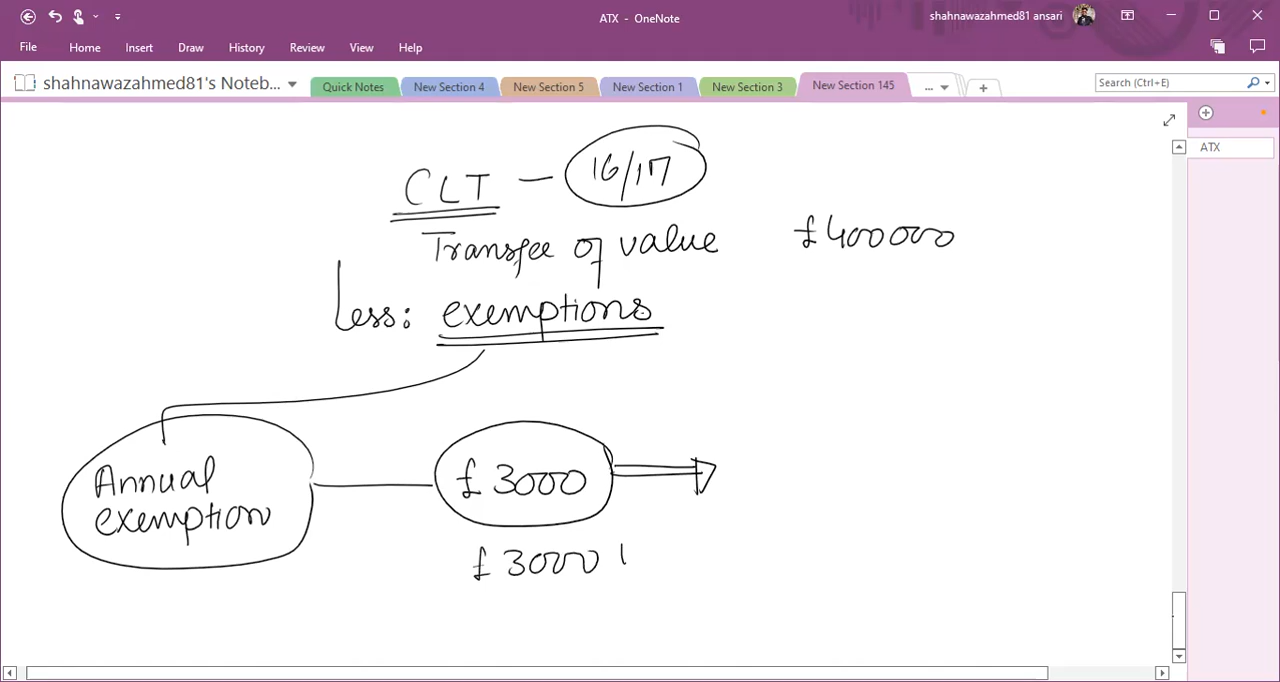 ATX - OneNote
shahnawazahmed81 ansari
File Home Insert Draw History Review View Help
shahnawazahmed81's Noteb...
Quick Notes New Section 4 New Section 5 New Section 1 New Section 3 New Section 145 ...
Search (Ctrl+E)
ATX
CLT - 16/17
Transfee of value £400000
Less: exemptions
Annual exemption £3000
£3000